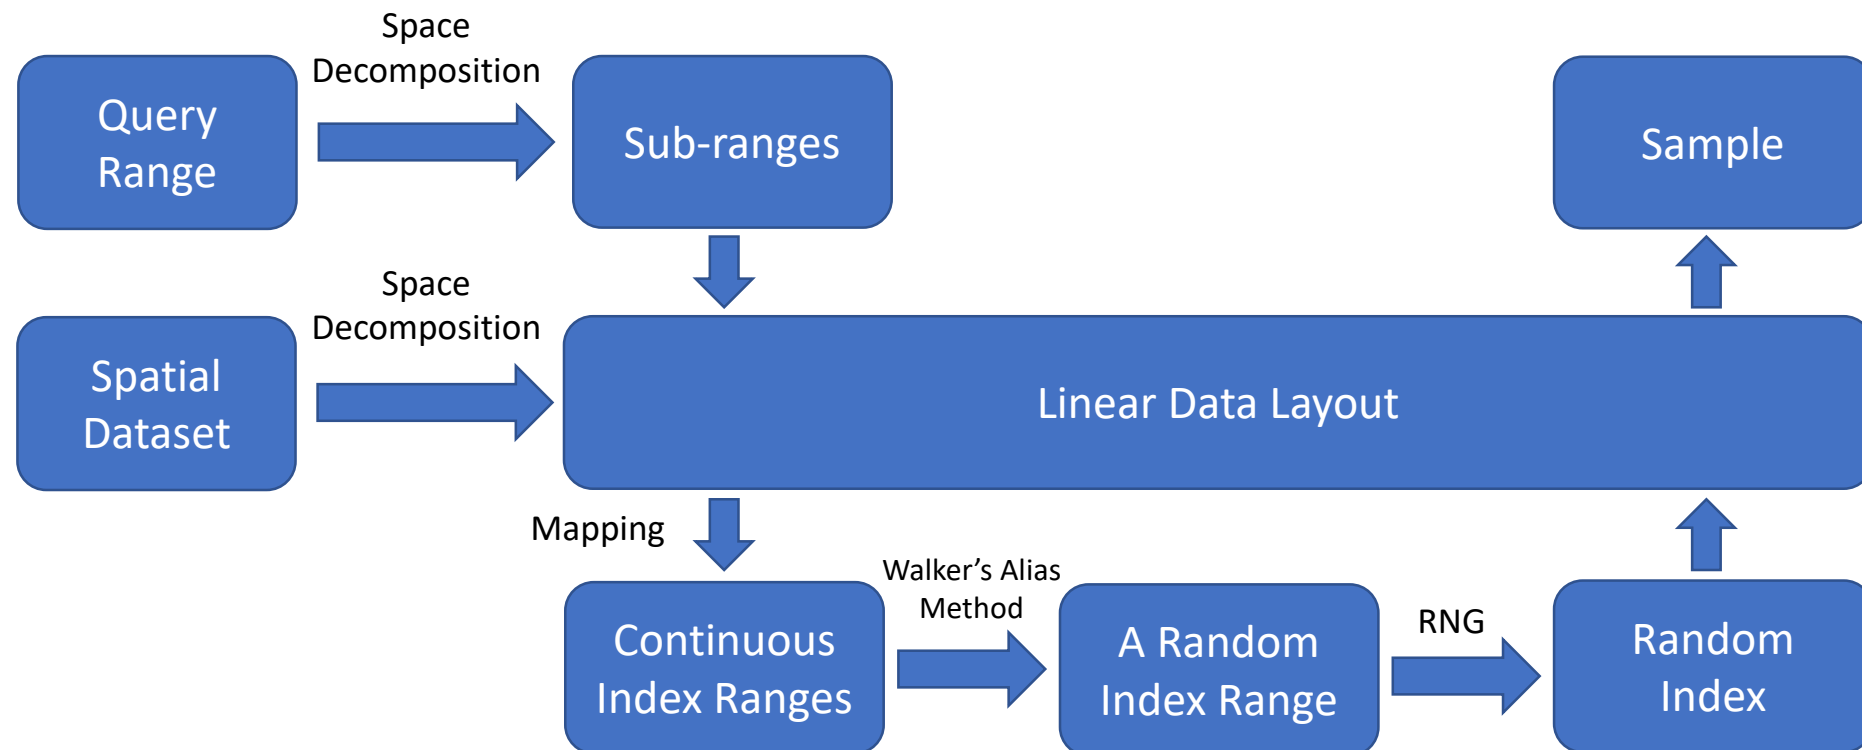 Query
Range
Space
Decomposition
Sub-ranges
Sample
Spatial
Dataset
Space
Decomposition
Linear Data Layout
Mapping
Continuous
Index Ranges
Walker’s Alias
Method
A Random
Index Range
RNG
Random
Index